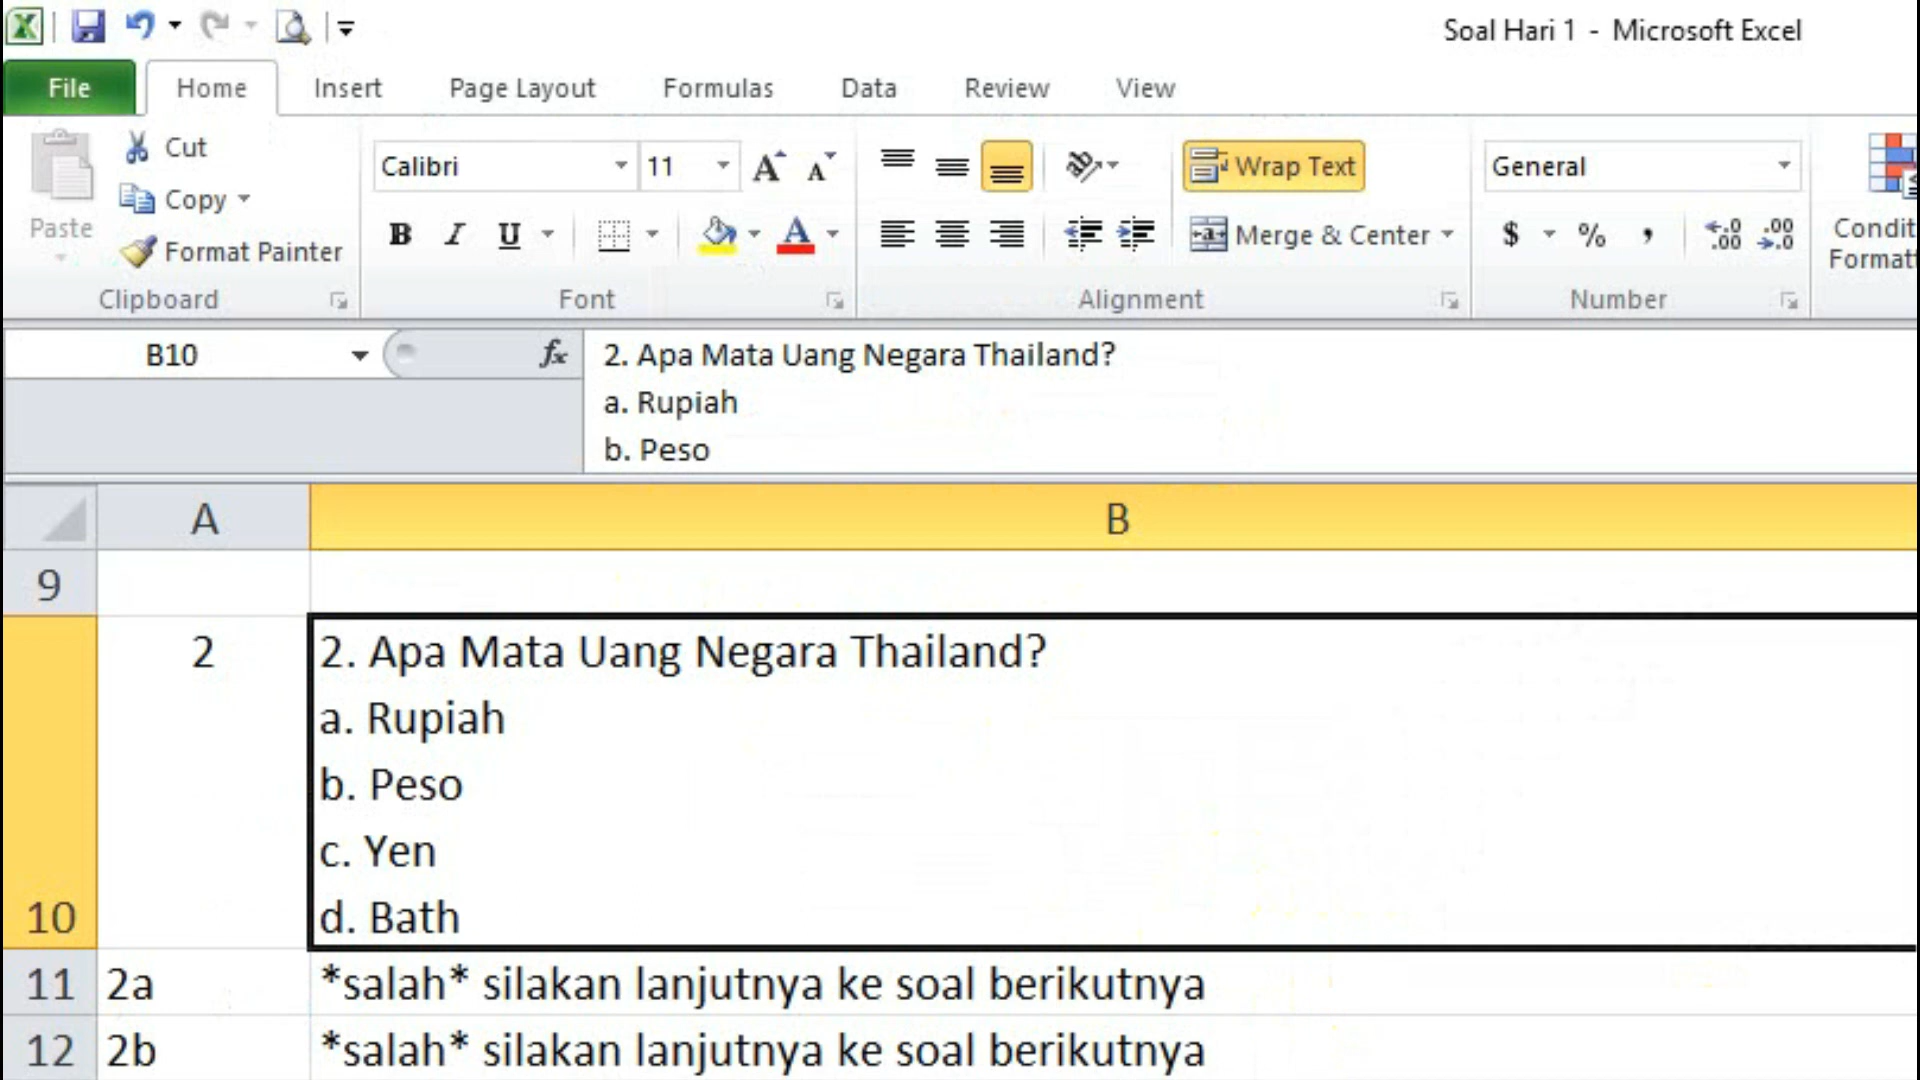 Soal Hari 1 - Microsoft Excel
File Home Insert Page Layout Formulas Data Review View
Cut
Copy
Paste
Format Painter
Clipboard
Calibri 11
B I U
Font
Wrap Text
Merge & Center
Alignment
General
$ % ,
Number
Condit
Format
B10
fx
2. Apa Mata Uang Negara Thailand?
a. Rupiah
b. Peso
A B
9
10 2 2. Apa Mata Uang Negara Thailand?
a. Rupiah
b. Peso
c. Yen
d. Bath
11 2a *salah* silakan lanjutnya ke soal berikutnya
12 2b *salah* silakan lanjutnya ke soal berikutnya